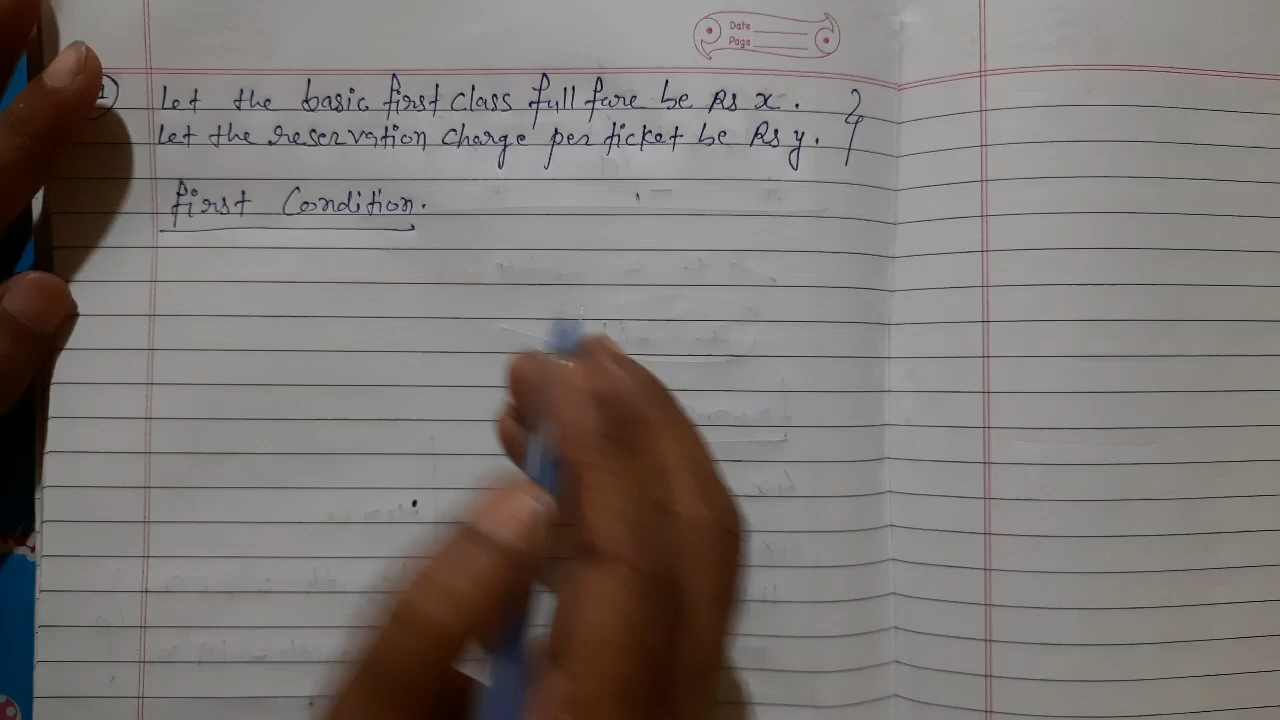 Date
Page
1) Let the basic first class full fare be Rs x.
Let the reservation charge per ticket be Rs y.
First Condition.